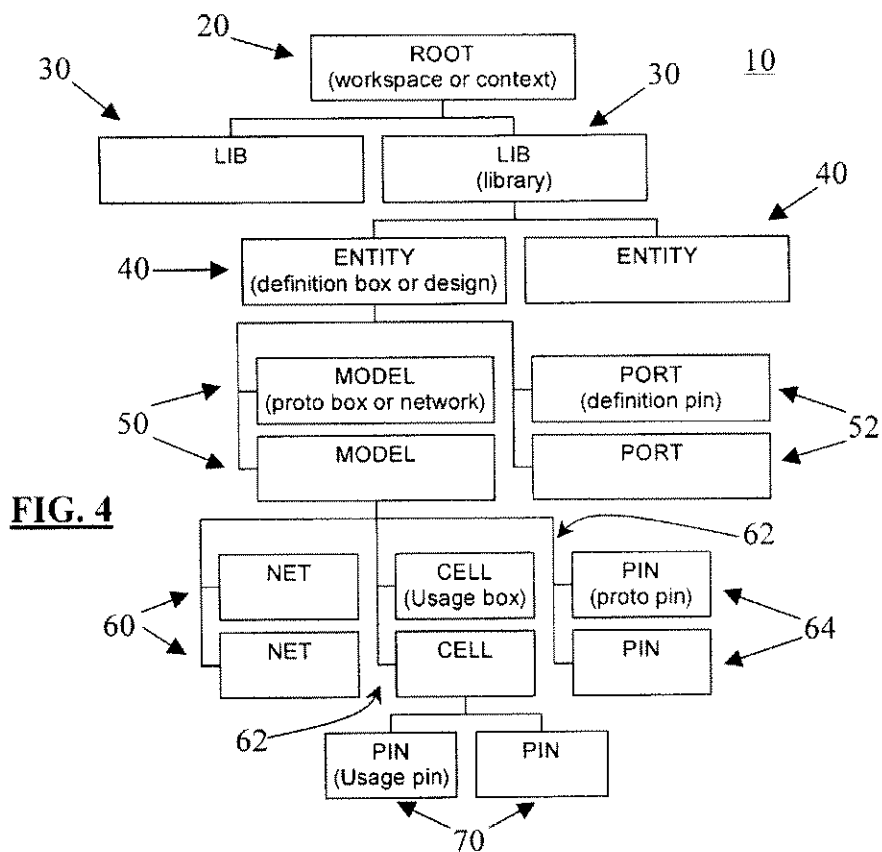 20
ROOT
(workspace or context)
10
30
30
LIB
LIB
(library)
40
40
ENTITY
(definition box or design)
ENTITY
50
MODEL
(proto box or network)
MODEL
PORT
(definition pin)
PORT
52
FIG. 4
62
60
NET
NET
CELL
(Usage box)
CELL
PIN
(proto pin)
PIN
64
62
PIN
(Usage pin)
PIN
70